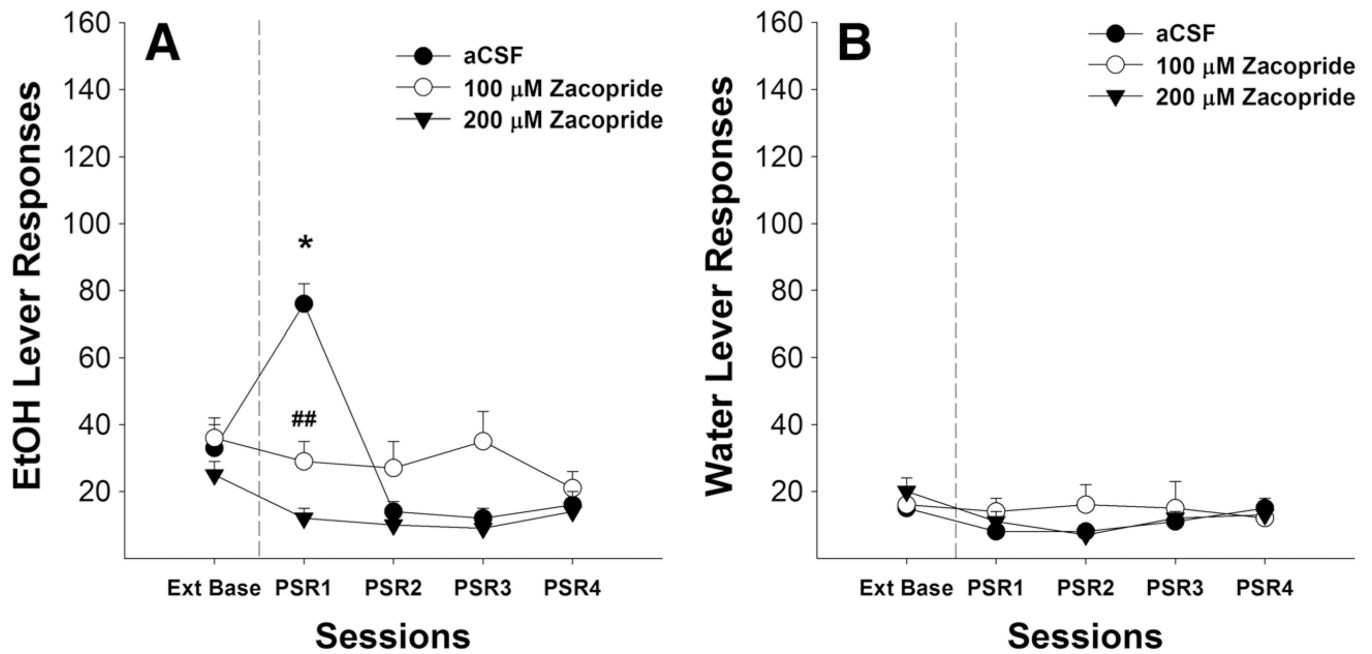 A
aCSF
100 μM Zacopride
200 μM Zacopride
160
140
120
100
80
60
40
20
EtOH Lever Responses
*
##
Ext Base PSR1 PSR2 PSR3 PSR4
Sessions
B
aCSF
100 μM Zacopride
200 μM Zacopride
160
140
120
100
80
60
40
20
Water Lever Responses
Ext Base PSR1 PSR2 PSR3 PSR4
Sessions